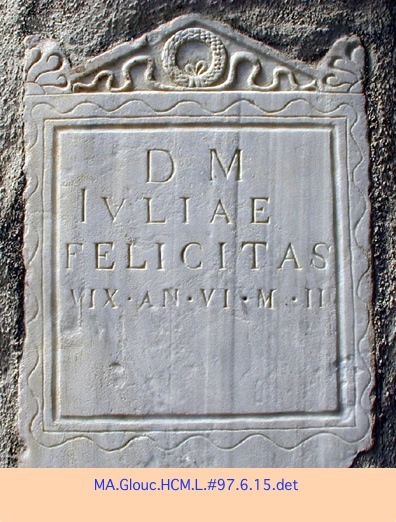 D M
IVLIAE
FELICITAS
VIX·AN·VI·M·II
MA.Glouc.HCM.L.#97.6.15.det